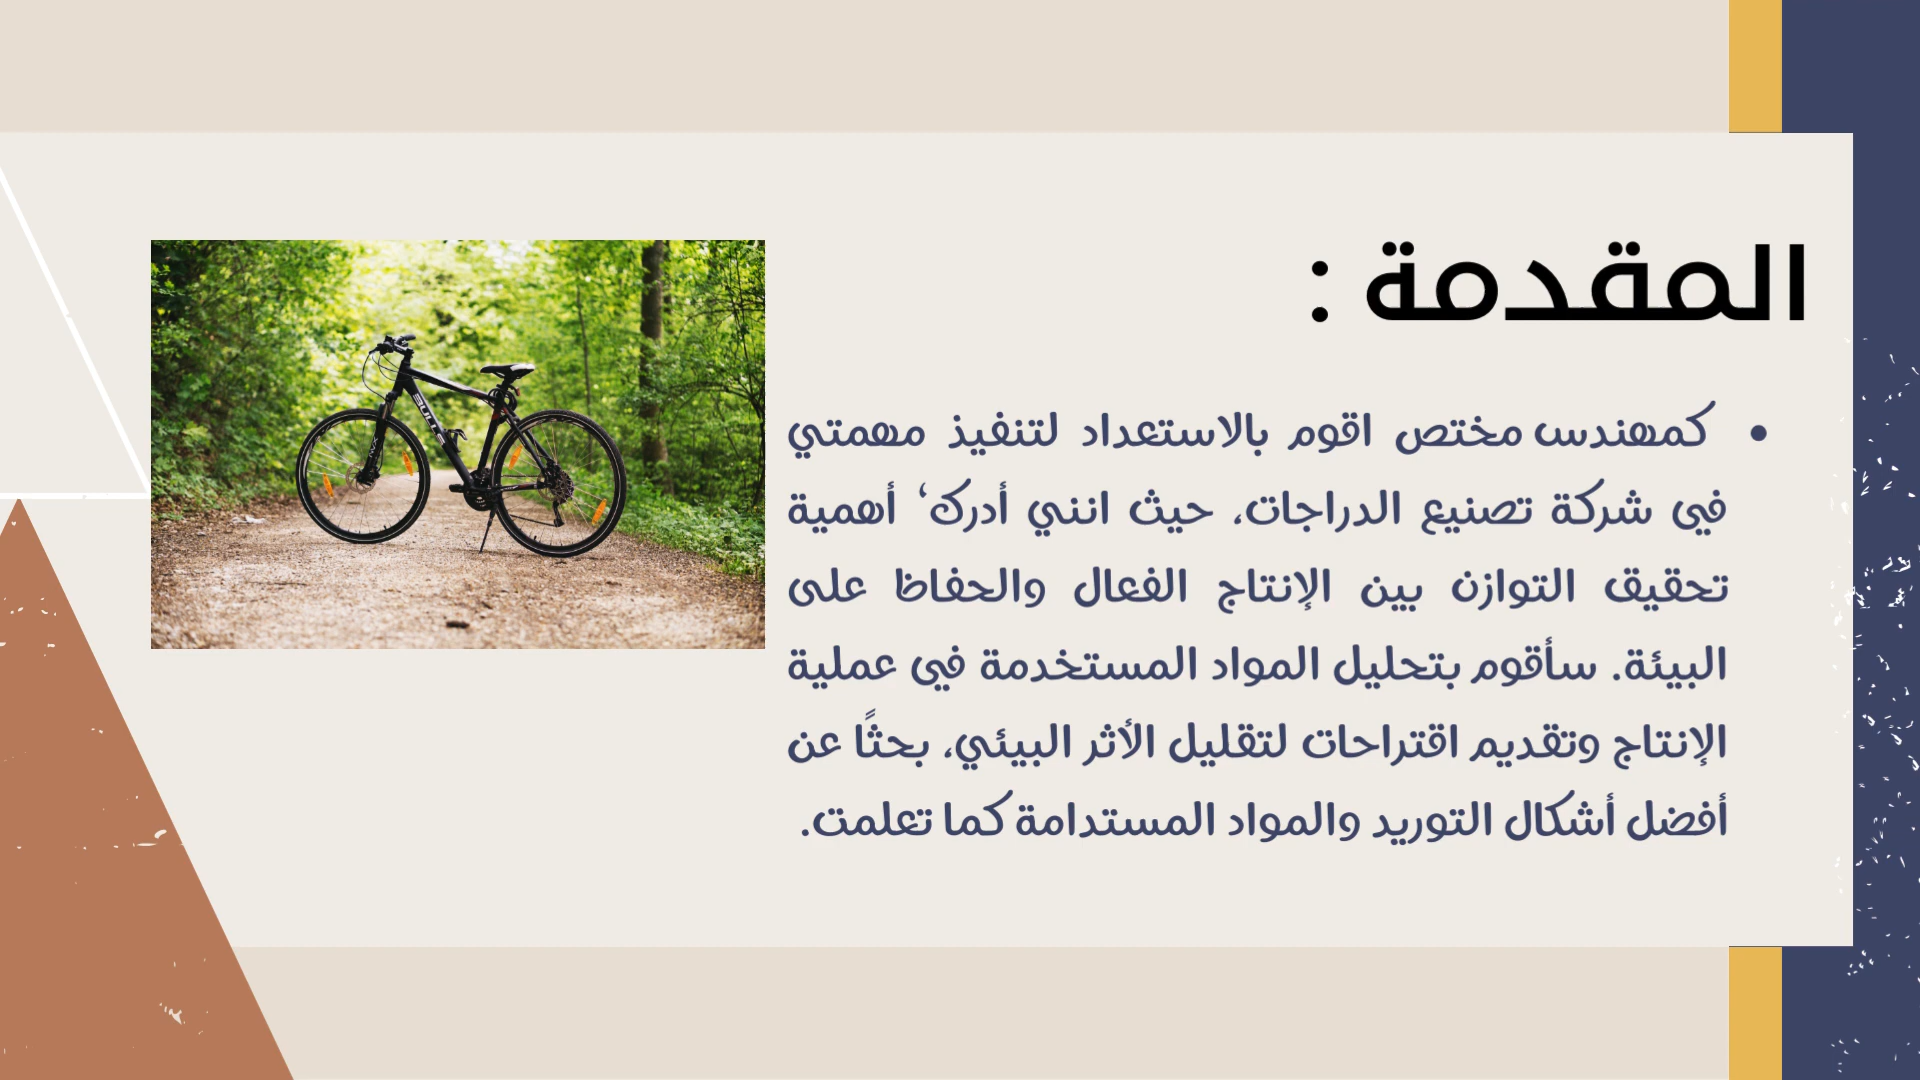 المقدمة :
• كمهندس مختص اقوم بالاستعداد لتنفيذ مهمتي
في شركة تصنيع الدراجات، حيث انني أدرك‘ أهمية
تحقيق التوازن بين الإنتاج الفعال والحفاظ على
البيئة. سأقوم بتحليل المواد المستخدمة في عملية
الإنتاج وتقديم اقتراحات لتقليل الأثر البيئي، بحثًا عن
أفضل أشكال التوريد والمواد المستدامة كما تعلمت.
BULLS